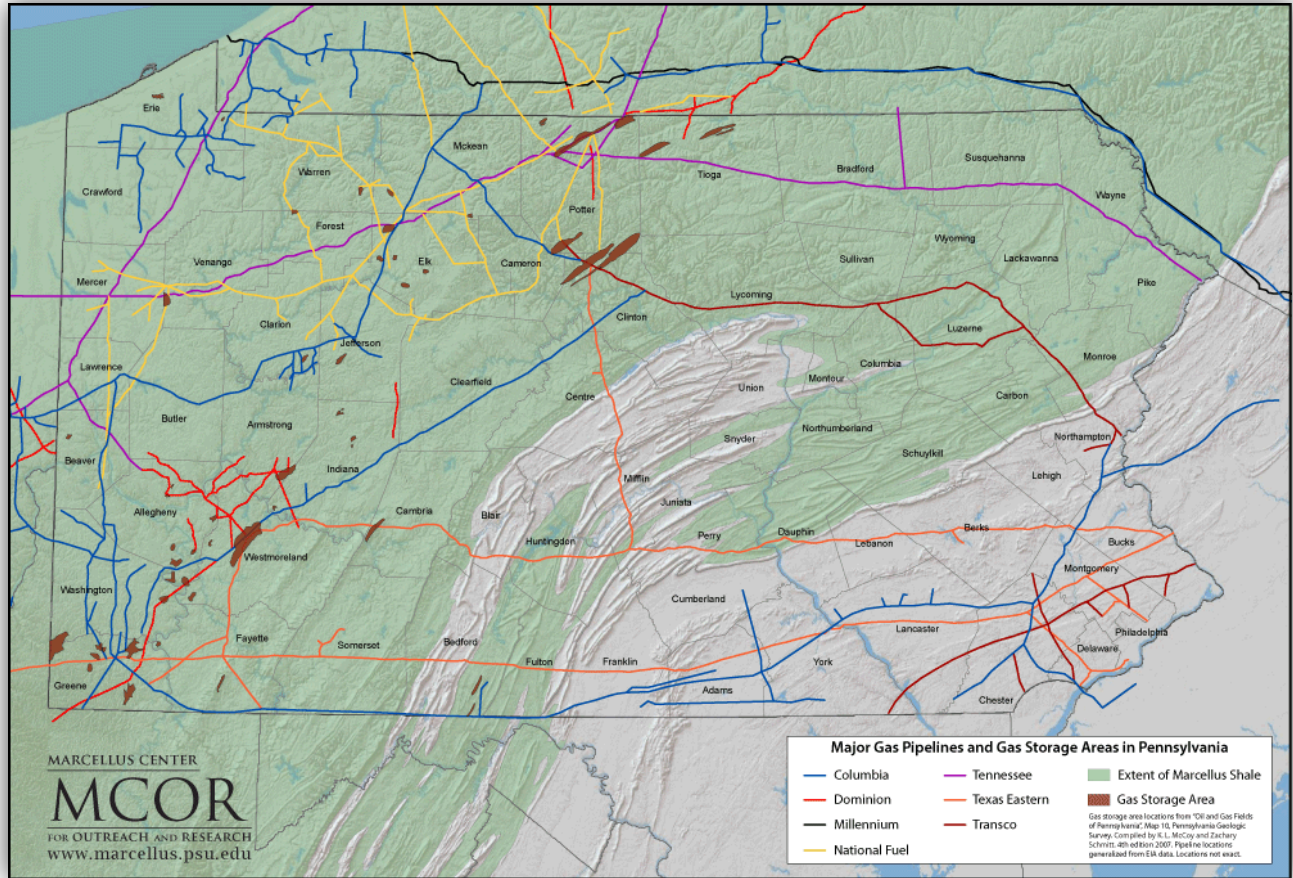 Erie
Mckean
Susquehanna
Warren
Bradford
Tioga
Crawford
Wayne
Potter
Forest
Wyoming
Venango
Elk
Cameron
Sullivan
Lackawanna
Mercer
Pike
Lycoming
Clinton
Clarion
Luzerne
Jefferson
Monroe
Lawrence
Columbia
Clearfield
Montour
Union
Centre
Carbon
Butler
Armstrong
Northumberland
Snyder
Northampton
Schuylkill
Beaver
Indiana
Lehigh
Mifflin
Juniata
Allegheny
Cambria
Blair
Berks
Dauphin
Perry
Huntingdon
Lebanon
Bucks
Westmoreland
Montgomery
Washington
Cumberland
Lancaster
Philadelphia
Fayette
Somerset
Bedford
Delaware
Fulton
Franklin
York
Greene
Adams
Chester
MARCELLUS CENTER
MCOR
FOR OUTREACH AND RESEARCH
www.marcellus.psu.edu
Major Gas Pipelines and Gas Storage Areas in Pennsylvania
Columbia
Dominion
Millennium
National Fuel
Tennessee
Texas Eastern
Transco
Extent of Marcellus Shale
Gas Storage Area
Gas storage area locations from "Oil and Gas Fields
of Pennsylvania", Map 10, Pennsylvania Geologic
Survey. Compiled by K. L. McCoy and Zachary
Schmitt. 4th edition 2007. Pipeline locations
generalized from EIA data. Locations not exact.